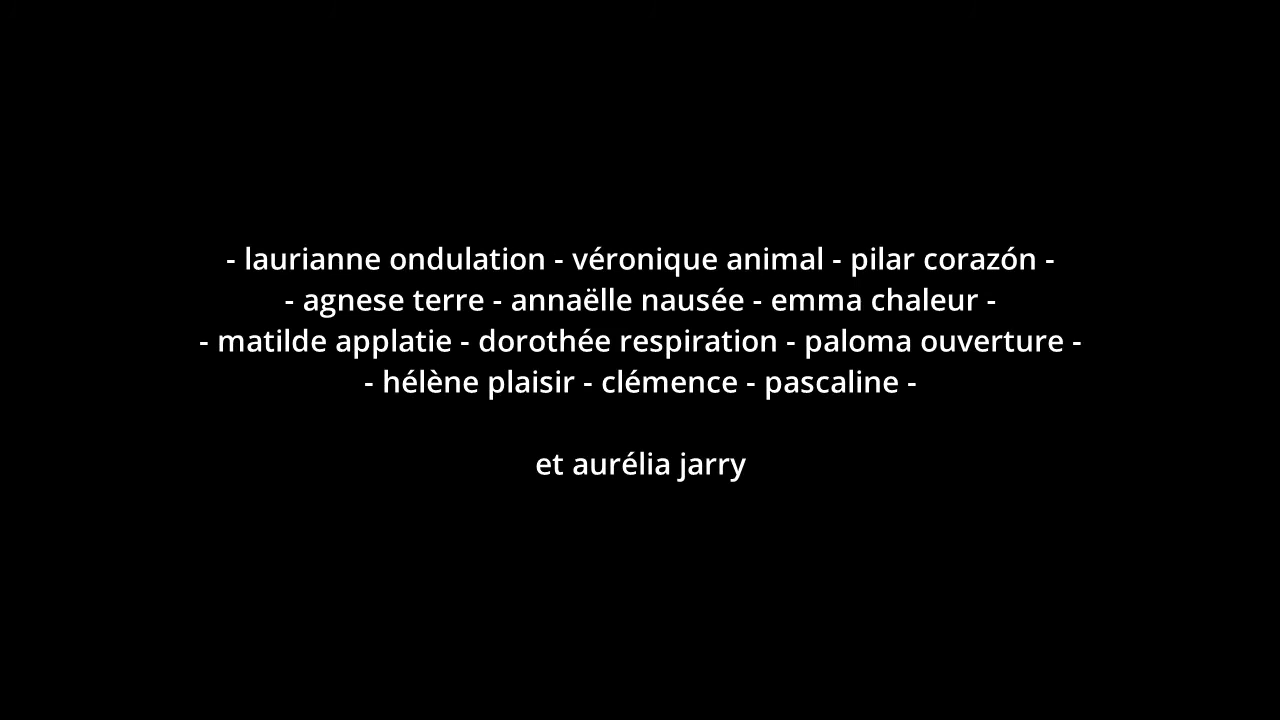 - laurianne ondulation - véronique animal - pilar corazón -
- agnese terre - annaëlle nausée - emma chaleur -
- matilde applatie - dorothée respiration - paloma ouverture -
- hélène plaisir - clémence - pascaline -
et aurélia jarry